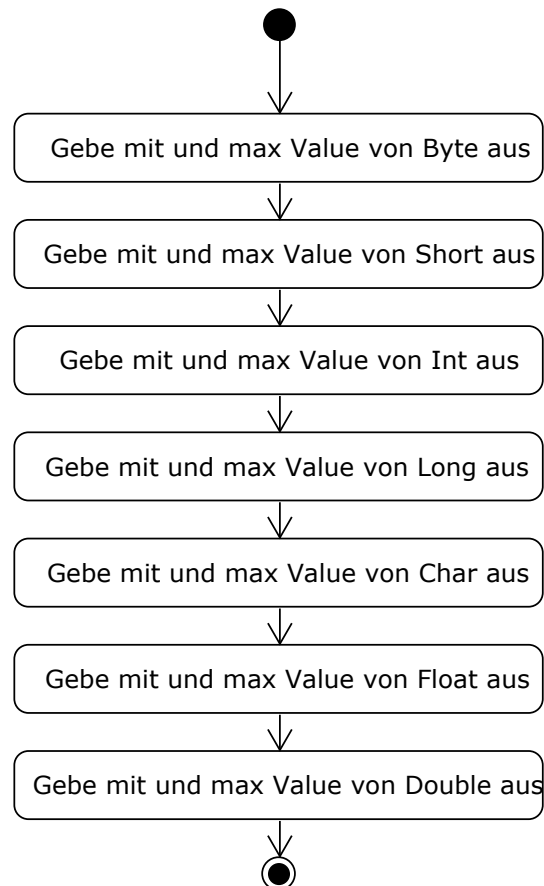 Gebe mit und max Value von Byte aus
Gebe mit und max Value von Short aus
Gebe mit und max Value von Int aus
Gebe mit und max Value von Long aus
Gebe mit und max Value von Char aus
Gebe mit und max Value von Float aus
Gebe mit und max Value von Double aus